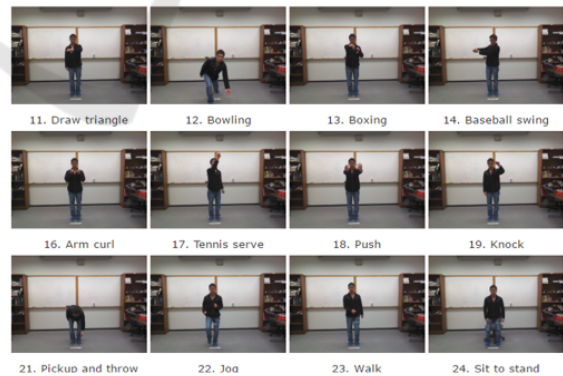 11. Draw triangle
12. Bowling
13. Boxing
14. Baseball swing
16. Arm curl
17. Tennis serve
18. Push
19. Knock
21. Pickup and throw
22. Jog
23. Walk
24. Sit to stand